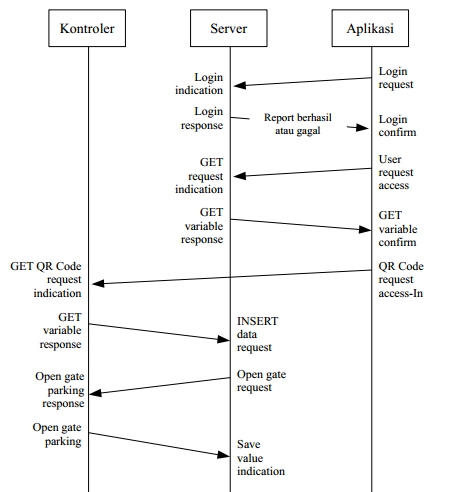 Kontroler
Server
Aplikasi
Login
indication
Login
request
Login
response
Report berhasil
atau gagal
Login
confirm
GET
request
indication
User
request
access
GET
variable
response
GET
variable
confirm
GET QR Code
request
indication
QR Code
request
access-In
GET
variable
response
INSERT
data
request
Open gate
parking
response
Open gate
request
Open gate
parking
Save
value
indication